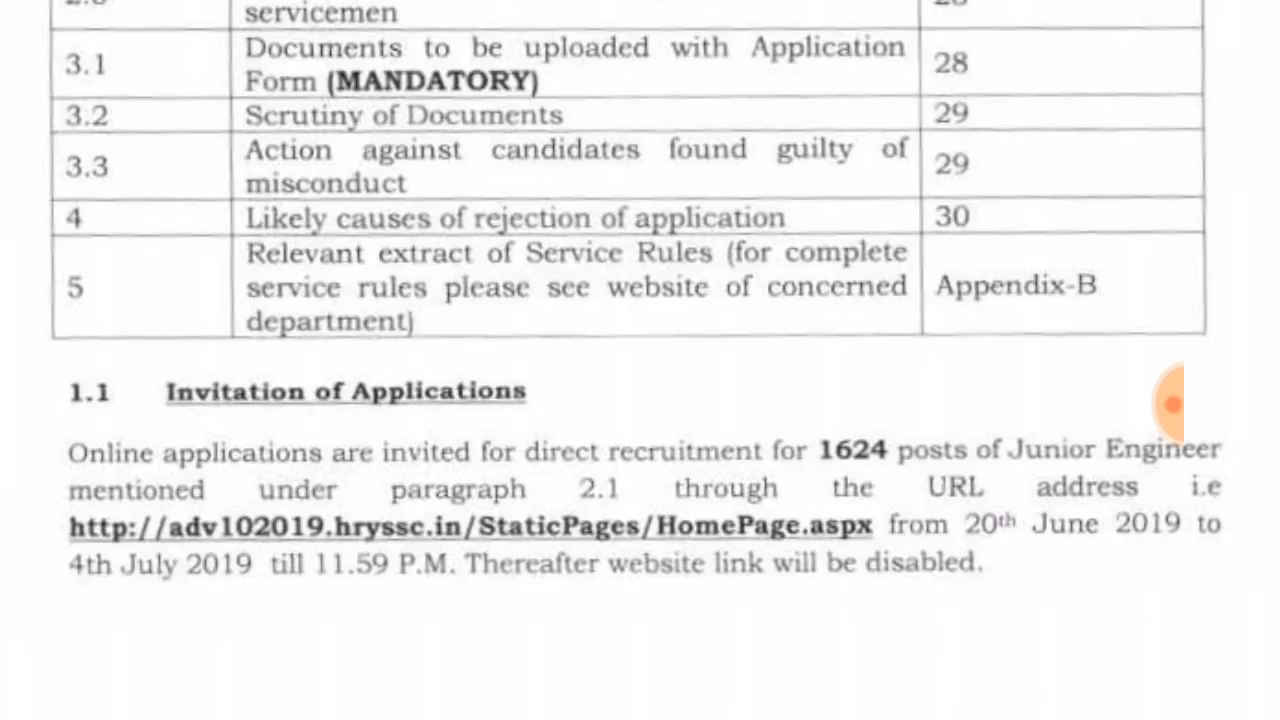 servicemen
3.1 Documents to be uploaded with Application 28
Form (MANDATORY)
3.2 Scrutiny of Documents 29
3.3 Action against candidates found guilty of 29
misconduct
4 Likely causes of rejection of application 30
Relevant extract of Service Rules (for complete
5 service rules please see website of concerned Appendix-B
department)
1.1 Invitation of Applications
Online applications are invited for direct recruitment for 1624 posts of Junior Engineer
mentioned under paragraph 2.1 through the URL address i.e
http://adv102019.hryssc.in/StaticPages/HomePage.aspx from 20th June 2019 to
4th July 2019 till 11.59 P.M. Thereafter website link will be disabled.